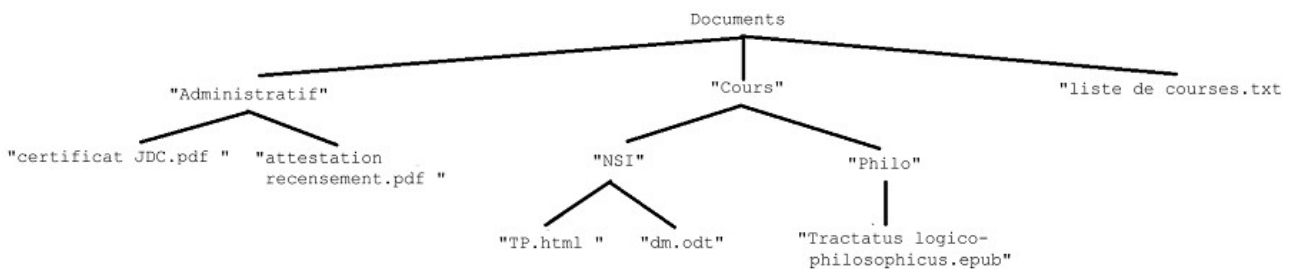 Documents
"Administratif"
"Cours"
"liste de courses.txt
"certificat JDC.pdf "
"attestation
recensement.pdf "
"NSI"
"Philo"
"TP.html "
"dm.odt"
"Tractatus logico-
philosophicus.epub"